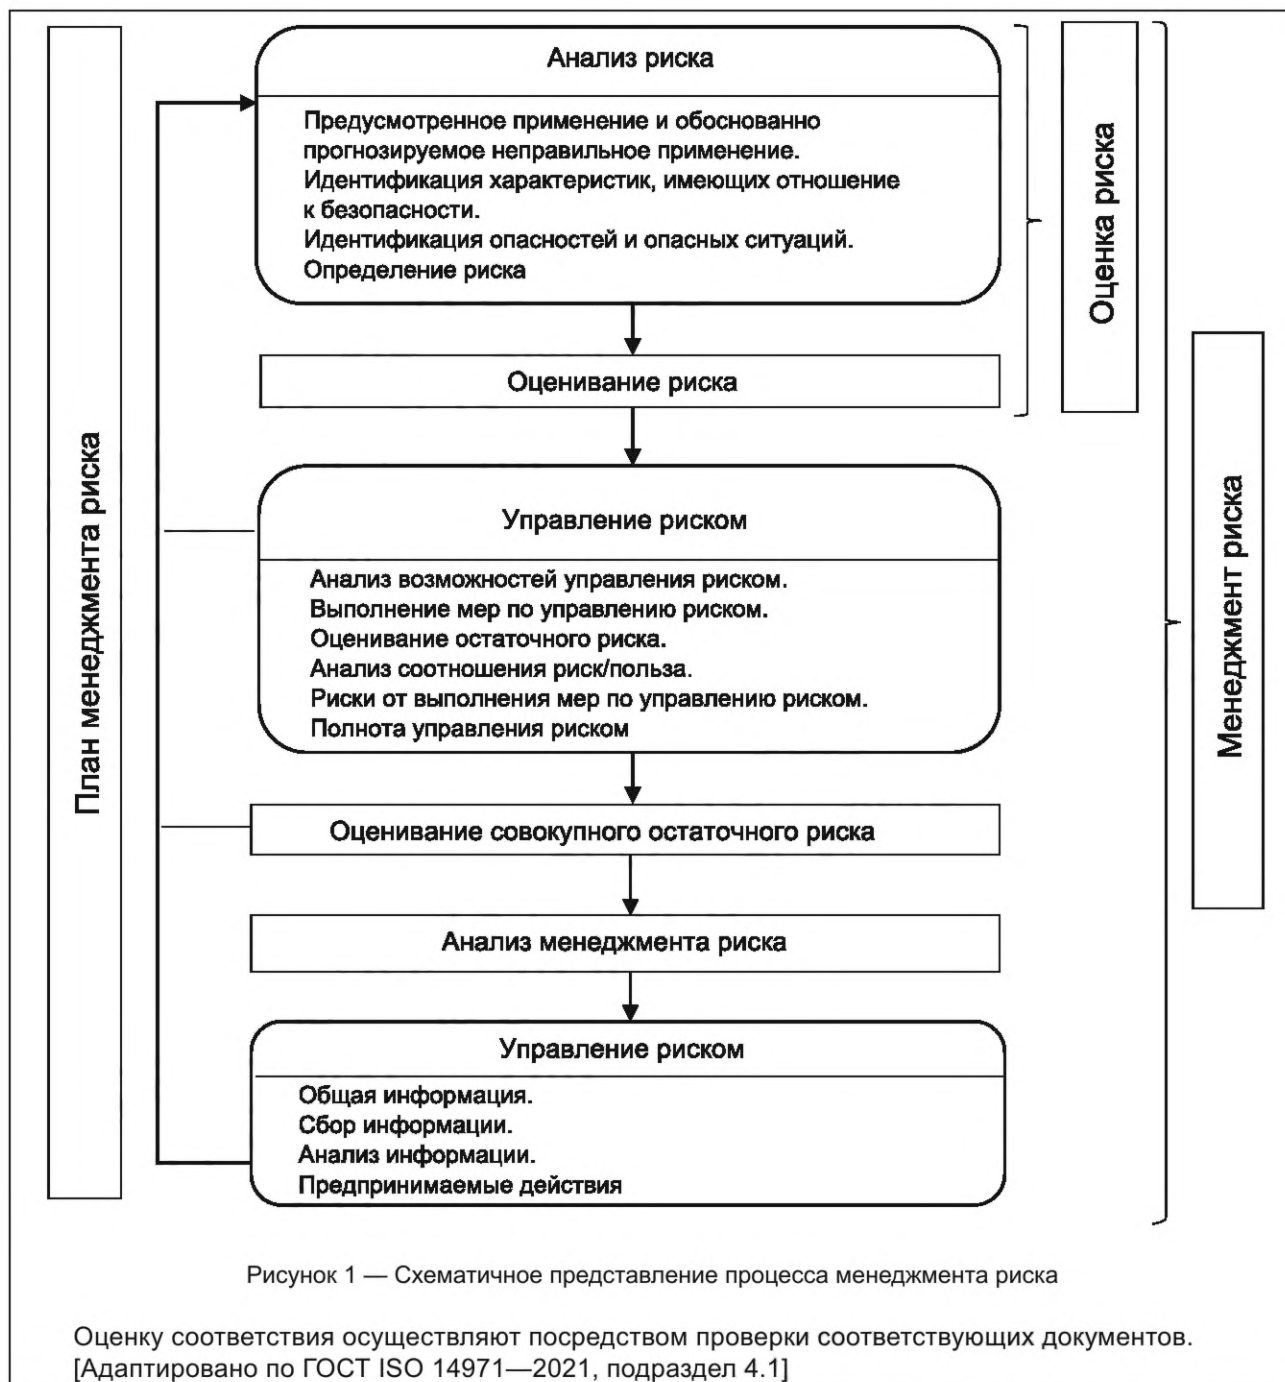 План менеджмента риска
Анализ риска
Предусмотренное применение и обоснованно
прогнозируемое неправильное применение.
Идентификация характеристик, имеющих отношение
к безопасности.
Идентификация опасностей и опасных ситуаций.
Определение риска
Оценивание риска
Оценка риска
Управление риском
Анализ возможностей управления риском.
Выполнение мер по управлению риском.
Оценивание остаточного риска.
Анализ соотношения риск/польза.
Риски от выполнения мер по управлению риском.
Полнота управления риском
Менеджмент риска
Оценивание совокупного остаточного риска
Анализ менеджмента риска
Управление риском
Общая информация.
Сбор информации.
Анализ информации.
Предпринимаемые действия
Рисунок 1 — Схематичное представление процесса менеджмента риска
Оценку соответствия осуществляют посредством проверки соответствующих документов.
[Адаптировано по ГОСТ ISO 14971—2021, подраздел 4.1]